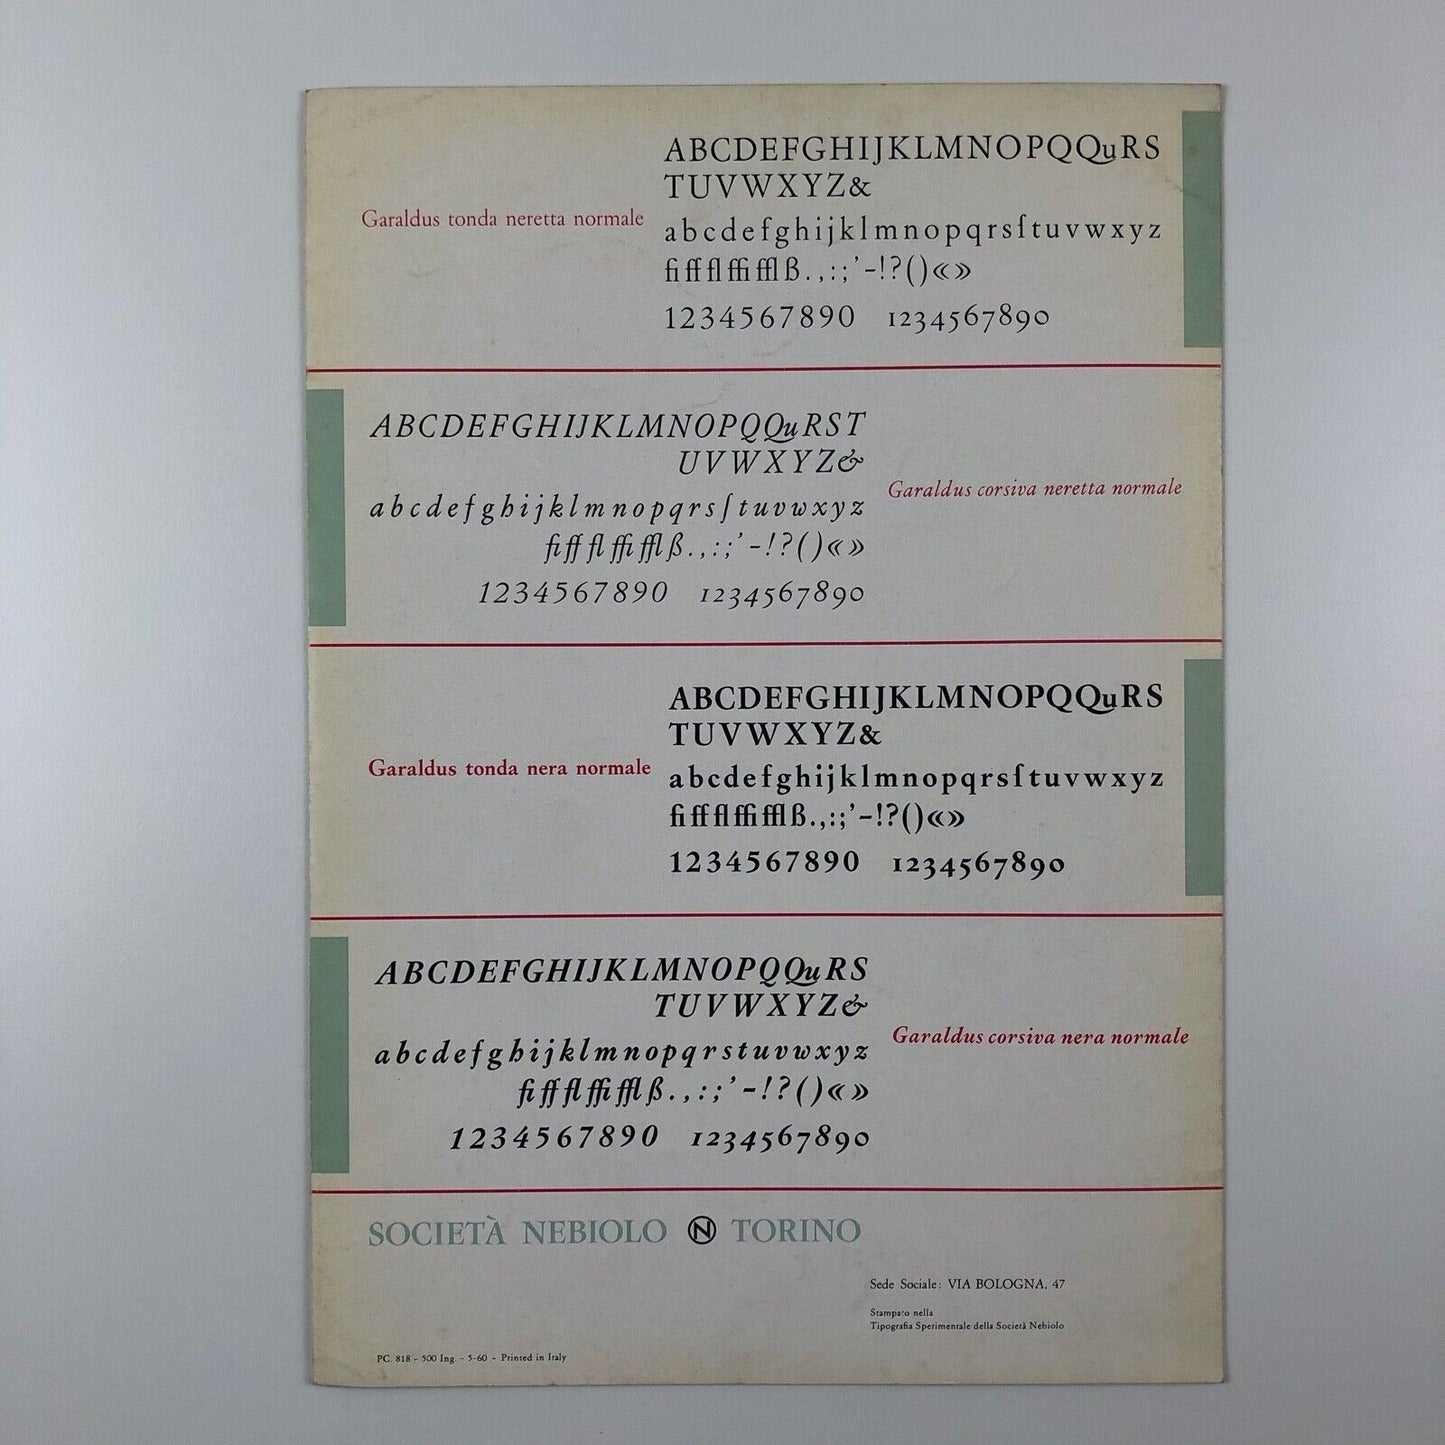 ABCDEFGHIJKLMNOPQQuRS
TUVWXYZ&
Garaldus tonda neretta normale
abcdefghijklmnopqrsſtuvwxyz
fiffflffifflß.,:;’-!?()«»
1234567890 1234567890
ABCDEFGHIJKLMNOPQQuRST
UVWXYZ&
Garaldus corsiva neretta normale
abcdefghijklmnopqrsſtuvwxyz
fiffflffifflß.,:;’-!?()«»
1234567890 1234567890
ABCDEFGHIJKLMNOPQQuRS
TUVWXYZ&
Garaldus tonda nera normale
abcdefghijklmnopqrsſtuvwxyz
fiffflffifflß.,:;’-!?()«»
1234567890 1234567890
ABCDEFGHIJKLMNOPQQuRS
TUVWXYZ&
Garaldus corsiva nera normale
abcdefghijklmnopqrstuvwxyz
fiffflffifflß.,:;’-!?()«»
1234567890 1234567890
SOCIETÀ NEBIOLO N TORINO
Sede Sociale: VIA BOLOGNA, 47
Stampato nella
Tipografia Sperimentale della Società Nebiolo
PC. 818 - 500 Ing. - 5-60 - Printed in Italy